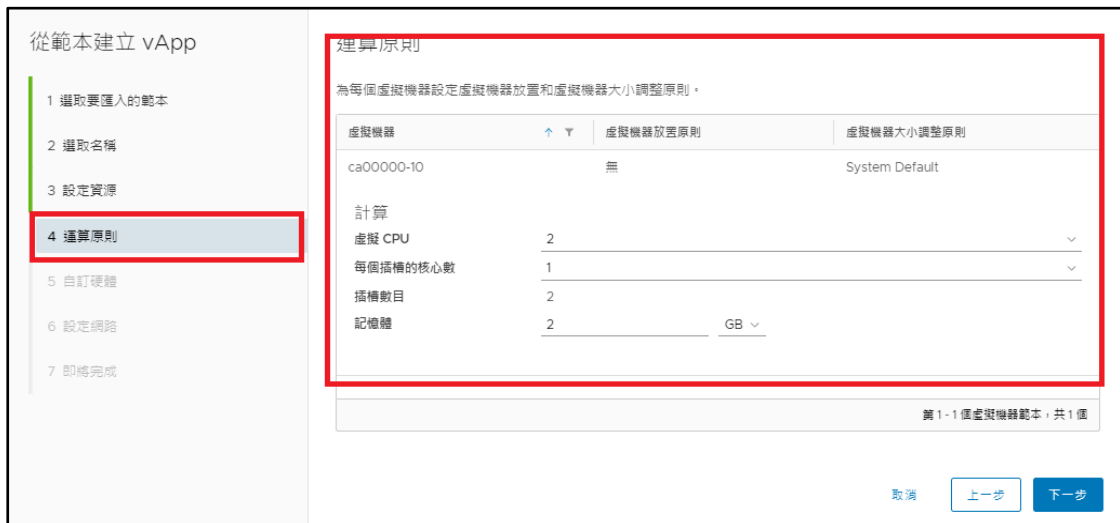 從範本建立 vApp
1 選取要匯入的範本
2 選取名稱
3 設定資源
4 運算原則
5 自訂硬體
6 設定網路
7 即將完成
運算原則
為每個虛擬機器設定虛擬機器放置和虛擬機器大小調整原則。
虛擬機器 虛擬機器放置原則 虛擬機器大小調整原則
ca00000-10 無 System Default
計算
虛擬 CPU 2
每個插槽的核心數 1
插槽數目 2
記憶體 2 GB
第 1 - 1 個虛擬機器範本，共 1 個
取消 上一步 下一步